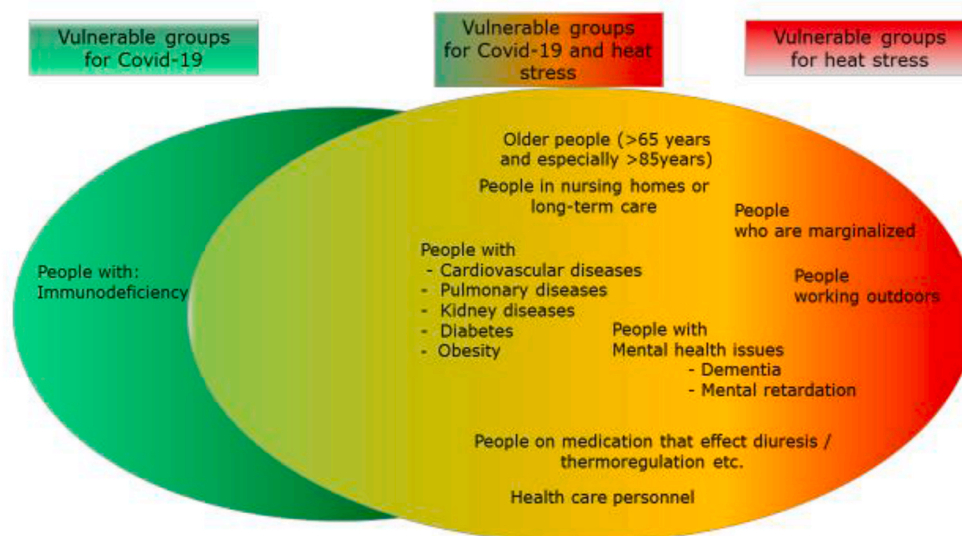 Vulnerable groups
for Covid-19
Vulnerable groups
for Covid-19 and heat
stress
Vulnerable groups
for heat stress
Older people (>65 years
and especially >85years)
People in nursing homes or
long-term care
People
who are marginalized
People with:
Immunodeficiency
People with
- Cardiovascular diseases
- Pulmonary diseases
- Kidney diseases
- Diabetes
- Obesity
People
working outdoors
People with
Mental health issues
- Dementia
- Mental retardation
People on medication that effect diuresis /
thermoregulation etc.
Health care personnel